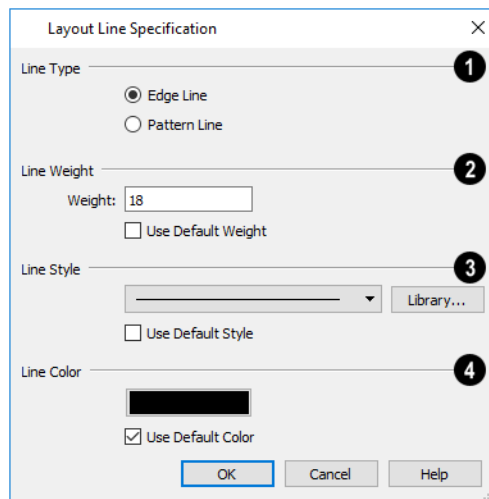 Layout Line Specification
Line Type 1
Edge Line
Pattern Line
Line Weight 2
Weight: 18
Use Default Weight
Line Style 3
Library...
Use Default Style
Line Color 4
Use Default Color
OK Cancel Help